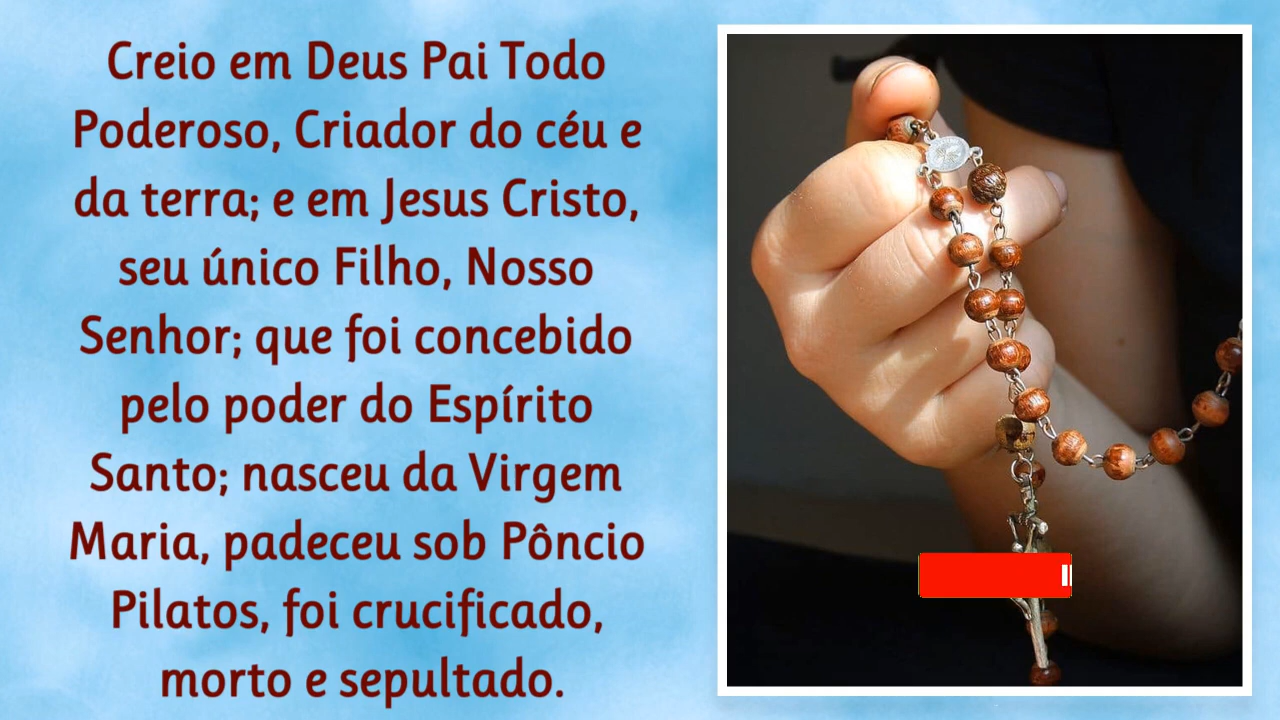 Creio em Deus Pai Todo
Poderoso, Criador do céu e
da terra; e em Jesus Cristo,
seu único Filho, Nosso
Senhor; que foi concebido
pelo poder do Espírito
Santo; nasceu da Virgem
Maria, padeceu sob Pôncio
Pilatos, foi crucificado,
morto e sepultado.